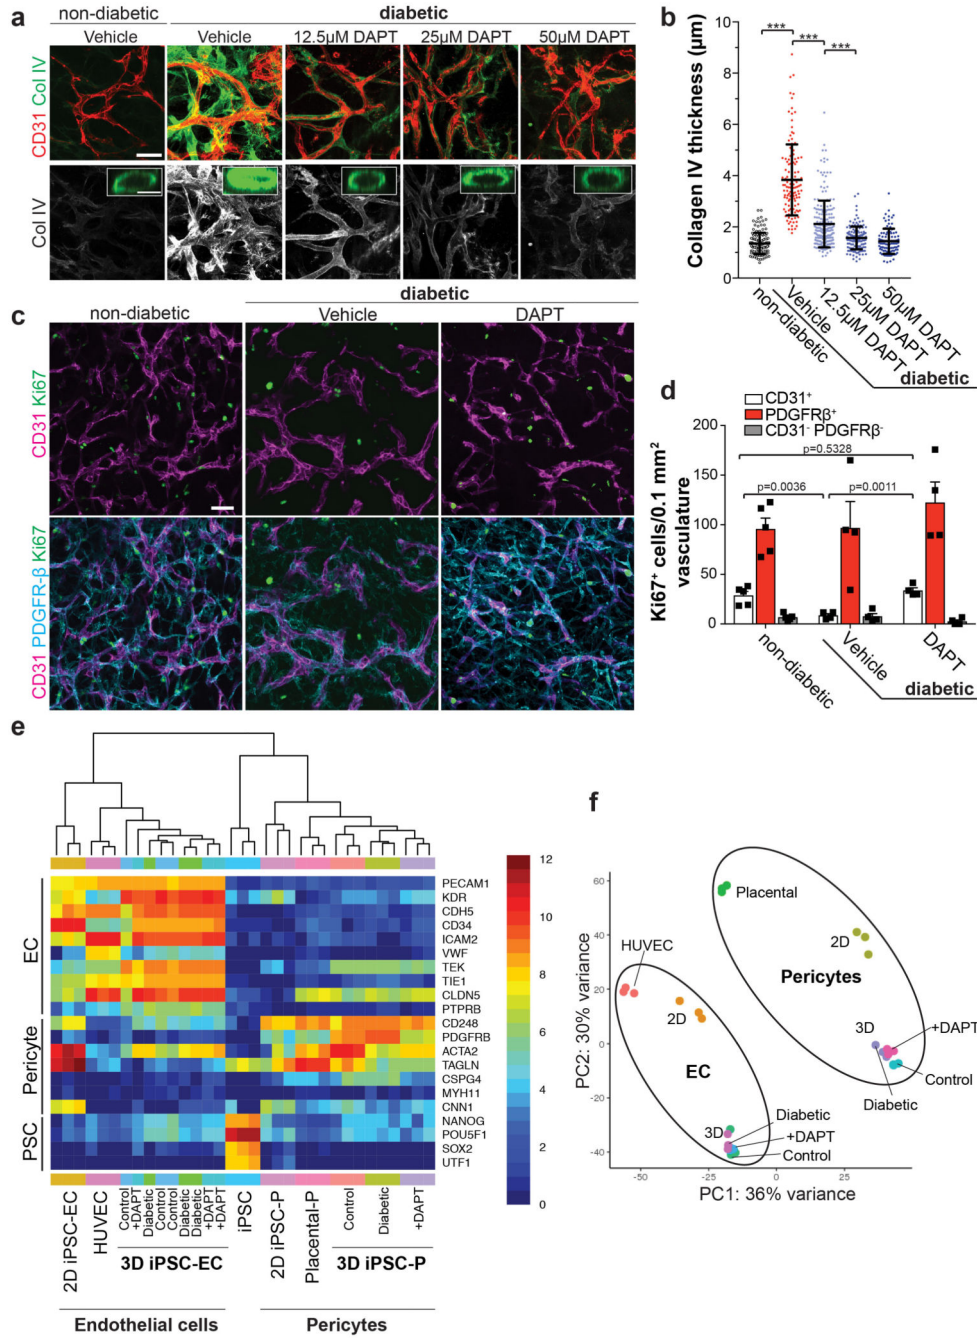 a
non-diabetic
diabetic
Vehicle
Vehicle
12.5µM DAPT
25µM DAPT
50µM DAPT
CD31 Col IV
Col IV
b
Collagen IV thickness (µm)
10
8
6
4
2
0
***
***
***
non-diabetic
Vehicle
12.5µM DAPT
25µM DAPT
50µM DAPT
diabetic
c
diabetic
non-diabetic
Vehicle
DAPT
CD31 Ki67
CD31 PDGFR-β Ki67
d
CD31⁺
PDGFRβ⁺
CD31⁻ PDGFRβ⁻
Ki67⁺ cells/0.1 mm²
vasculature
200
150
100
50
0
p=0.5328
p=0.0036
p=0.0011
non-diabetic
Vehicle
DAPT
diabetic
e
EC
Pericyte
PSC
PECAM1
KDR
CDH5
CD34
ICAM2
VWF
TEK
TIE1
CLDN5
PTPRB
CD248
PDGFRB
ACTA2
TAGLN
CSPG4
MYH11
CNN1
NANOG
POU5F1
SOX2
UTF1
12
10
8
6
4
2
0
2D iPSC-EC
HUVEC
Control
+DAPT
Diabetic
Control
Control
Diabetic
Diabetic
+DAPT
+DAPT
iPSC
2D iPSC-P
Placental-P
Control
Diabetic
+DAPT
3D iPSC-EC
3D iPSC-P
Endothelial cells
Pericytes
f
PC2: 30% variance
60
40
20
0
-20
-40
Placental
HUVEC
2D
2D
Pericytes
EC
3D
+DAPT
Control
Diabetic
3D
Diabetic
+DAPT
Control
-50
-25
0
25
PC1: 36% variance